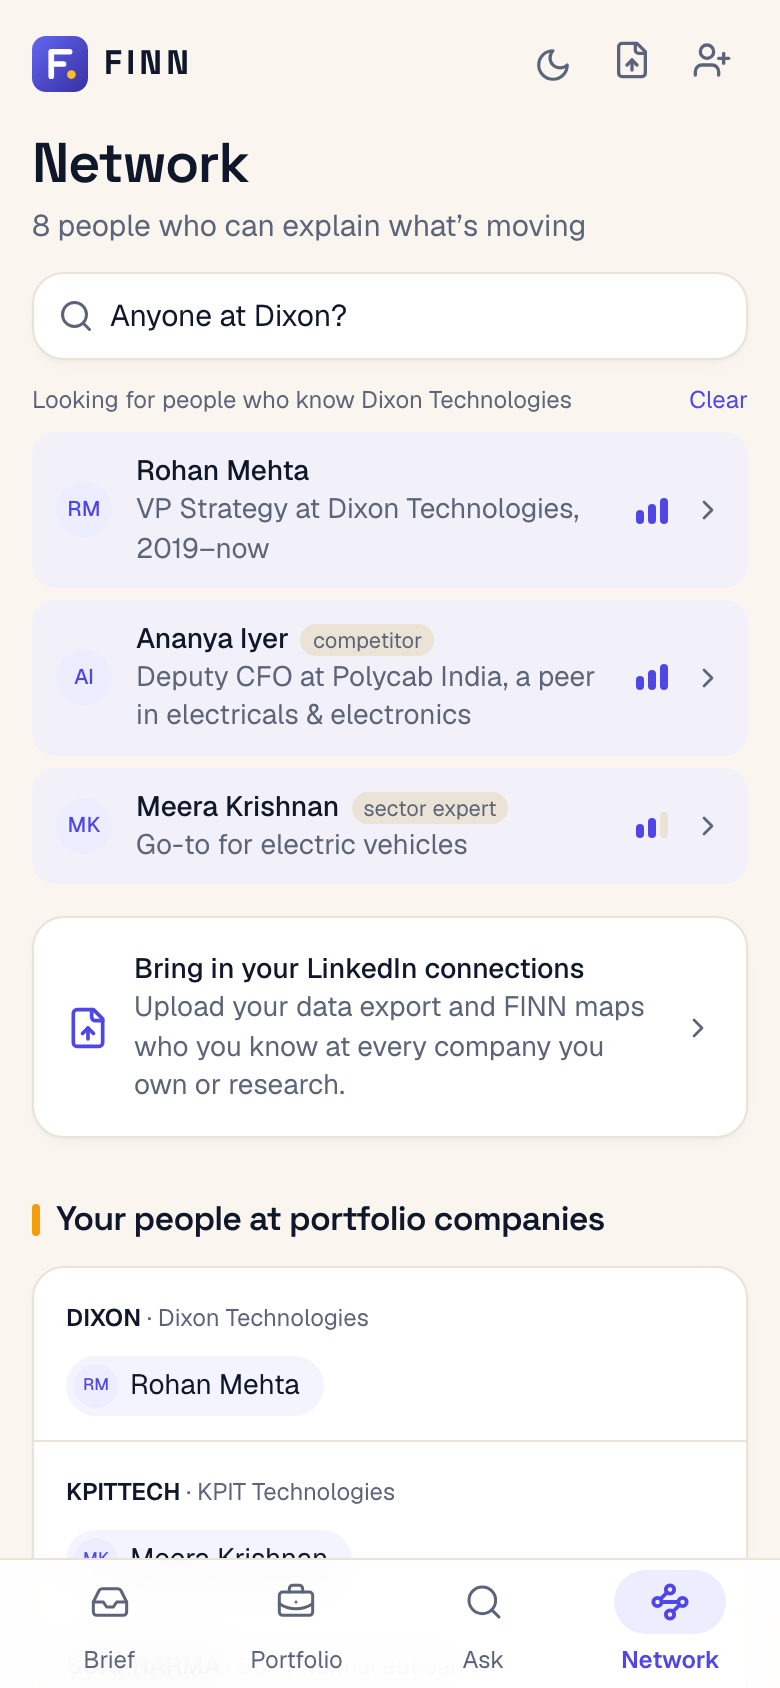 F.
FINN
Network
8 people who can explain what’s moving
Anyone at Dixon?
Looking for people who know Dixon Technologies
Clear
RM
Rohan Mehta
VP Strategy at Dixon Technologies,
2019–now
AI
Ananya Iyer
competitor
Deputy CFO at Polycab India, a peer
in electricals & electronics
MK
Meera Krishnan
sector expert
Go-to for electric vehicles
Bring in your LinkedIn connections
Upload your data export and FINN maps
who you know at every company you
own or research.
Your people at portfolio companies
DIXON · Dixon Technologies
RM
Rohan Mehta
KPITTECH · KPIT Technologies
MK
Meera Krishnan
Brief
Portfolio
Ask
Network